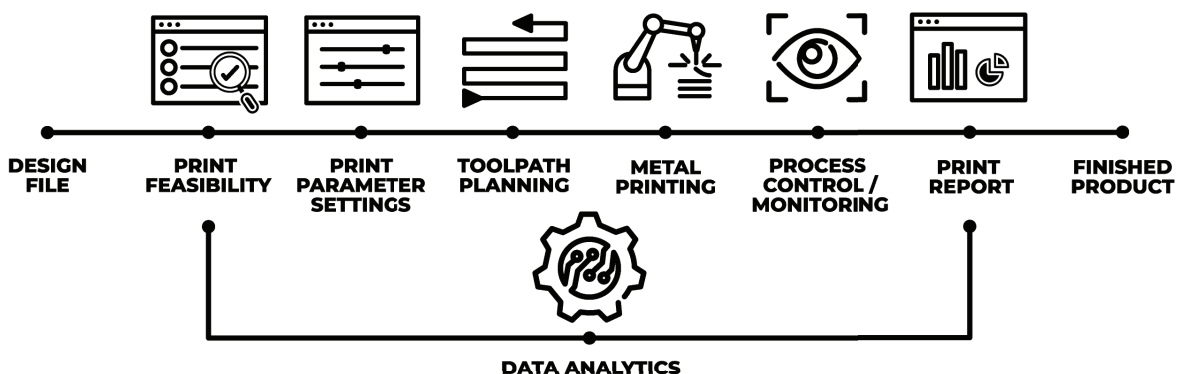 DESIGN
FILE
PRINT
FEASIBILITY
PRINT
PARAMETER
SETTINGS
TOOLPATH
PLANNING
METAL
PRINTING
PROCESS
CONTROL /
MONITORING
PRINT
REPORT
FINISHED
PRODUCT
DATA ANALYTICS